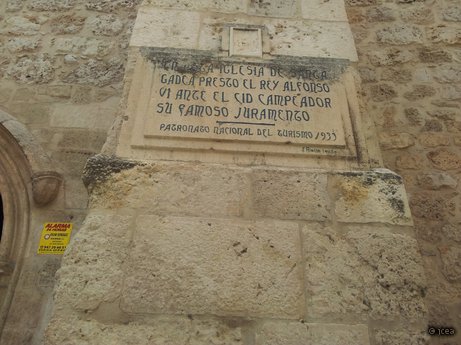 EN ESTA IGLESIA DE SANTA
GADEA PRESTO EL REY ALFONSO
VI ANTE EL CID CAMPEADOR
SU FAMOSO JURAMENTO
PATRONATO NACIONAL DEL TURISMO / 1933
ALARMA
© jcea